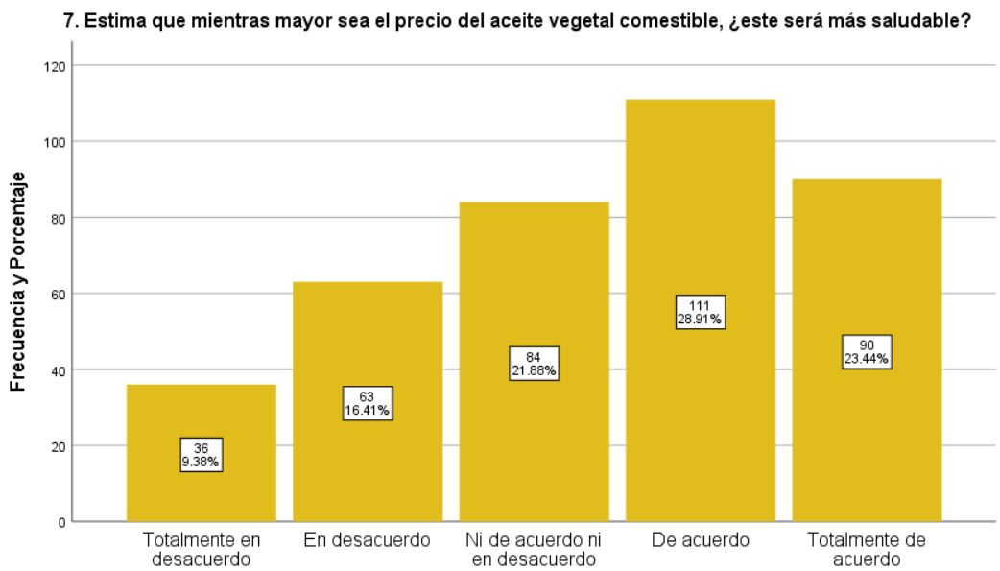 7. Estima que mientras mayor sea el precio del aceite vegetal comestible, ¿este será más saludable?
Frecuencia y Porcentaje
120
100
80
60
40
20
0
36
9.38%
63
16.41%
84
21.88%
111
28.91%
90
23.44%
Totalmente en
desacuerdo
En desacuerdo
Ni de acuerdo ni
en desacuerdo
De acuerdo
Totalmente de
acuerdo